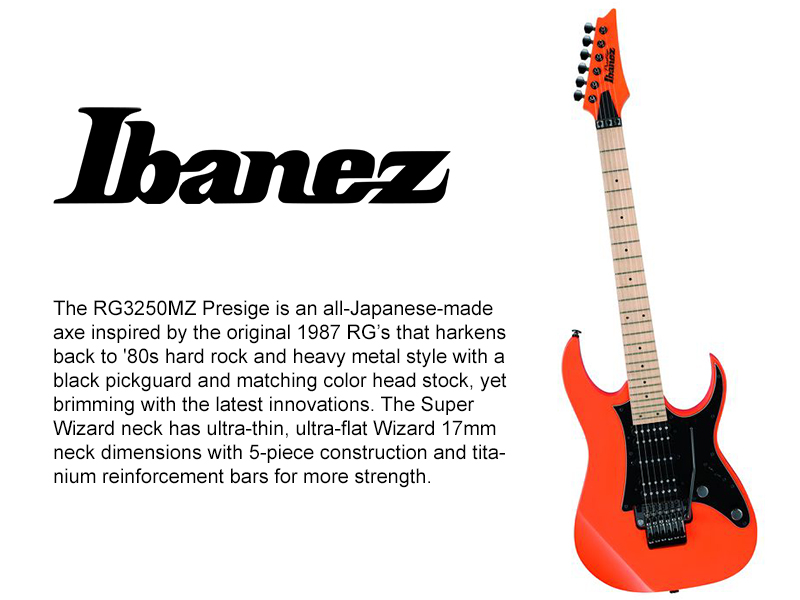 Ibanez
Ibanez
The RG3250MZ Presige is an all-Japanese-made
axe inspired by the original 1987 RG's that harkens
back to '80s hard rock and heavy metal style with a
black pickguard and matching color head stock, yet
brimming with the latest innovations. The Super
Wizard neck has ultra-thin, ultra-flat Wizard 17mm
neck dimensions with 5-piece construction and tita-
nium reinforcement bars for more strength.